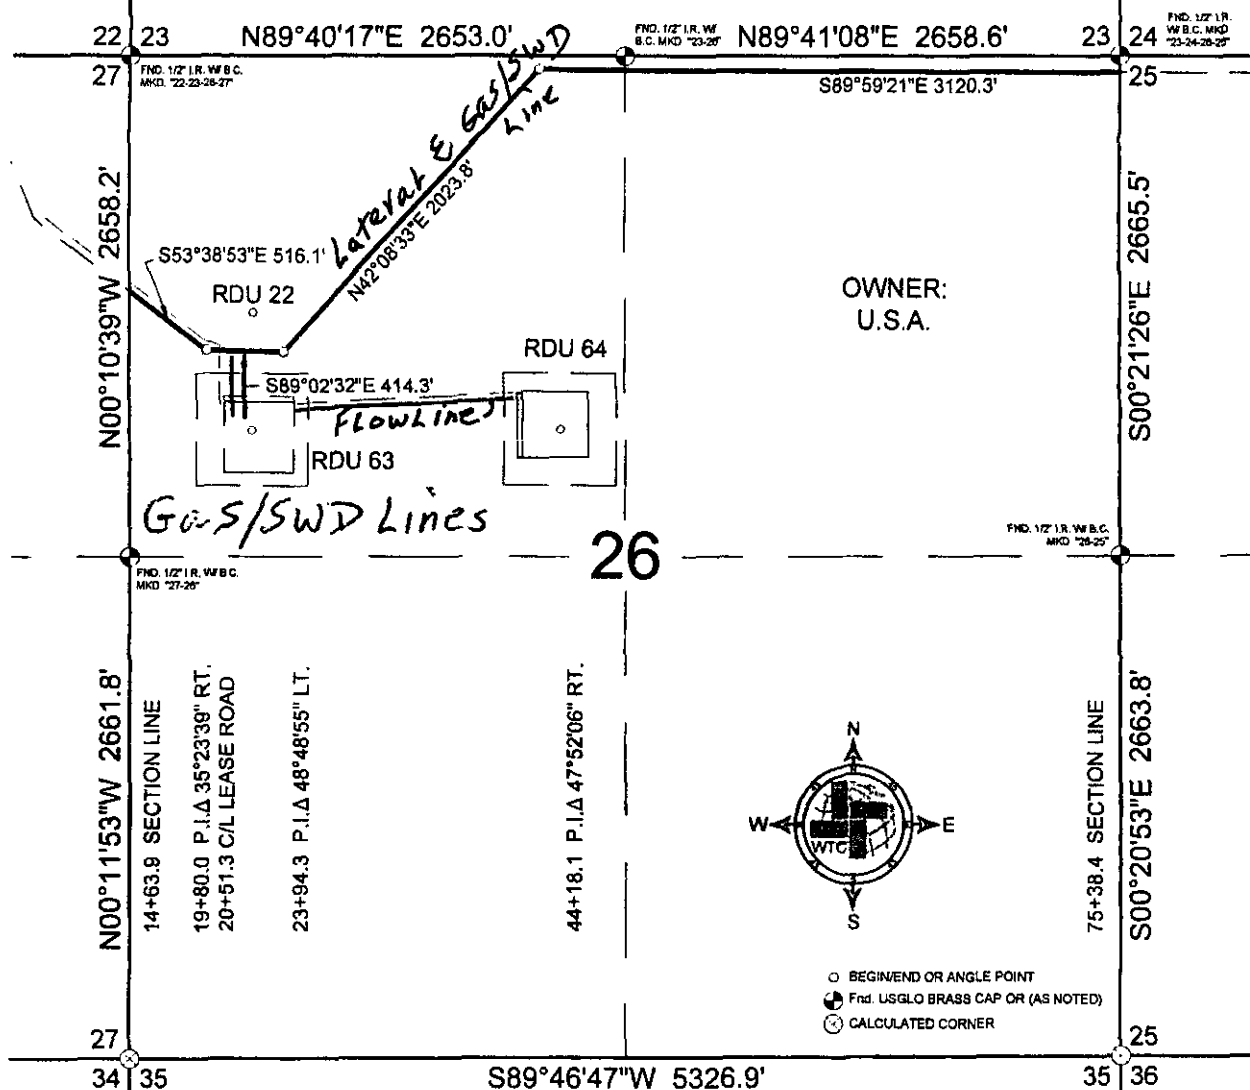 22 23
N89°40'17"E 2653.0'
FND. 1/2" I.R. W/
B.C. MKD "23-26"
N89°41'08"E 2658.6'
23 24
FND. 1/2" I.R.
W/ B.C. MKD
"23-24-26-25"
27
FND. 1/2" I.R. W/ B.C.
MKD. "22-23-26-27"
25
S89°59'21"E 3120.3'
Lateral E Gas/SWD
Line
N42°08'33"E 2023.8'
N00°10'39"W 2658.2'
S53°38'53"E 516.1'
RDU 22
OWNER:
U.S.A.
S00°21'26"E 2665.5'
RDU 64
S89°02'32"E 414.3'
FLOWLines
RDU 63
Gas/SWD Lines
26
FND. 1/2" I.R. W/ B.C.
MKD "26-25"
FND. 1/2" I.R. W/ B.C.
MKD "27-26"
N00°11'53"W 2661.8'
14+63.9 SECTION LINE
19+80.0 P.I.Δ 35°23'39" RT.
20+51.3 C/L LEASE ROAD
23+94.3 P.I.Δ 48°48'55" LT.
44+18.1 P.I.Δ 47°52'06" RT.
75+38.4 SECTION LINE
S00°20'53"E 2663.8'
N
W E
WTC
S
BEGIN/END OR ANGLE POINT
Fnd. USGLO BRASS CAP OR (AS NOTED)
CALCULATED CORNER
27
25
34 35
S89°46'47"W 5326.9'
35 36